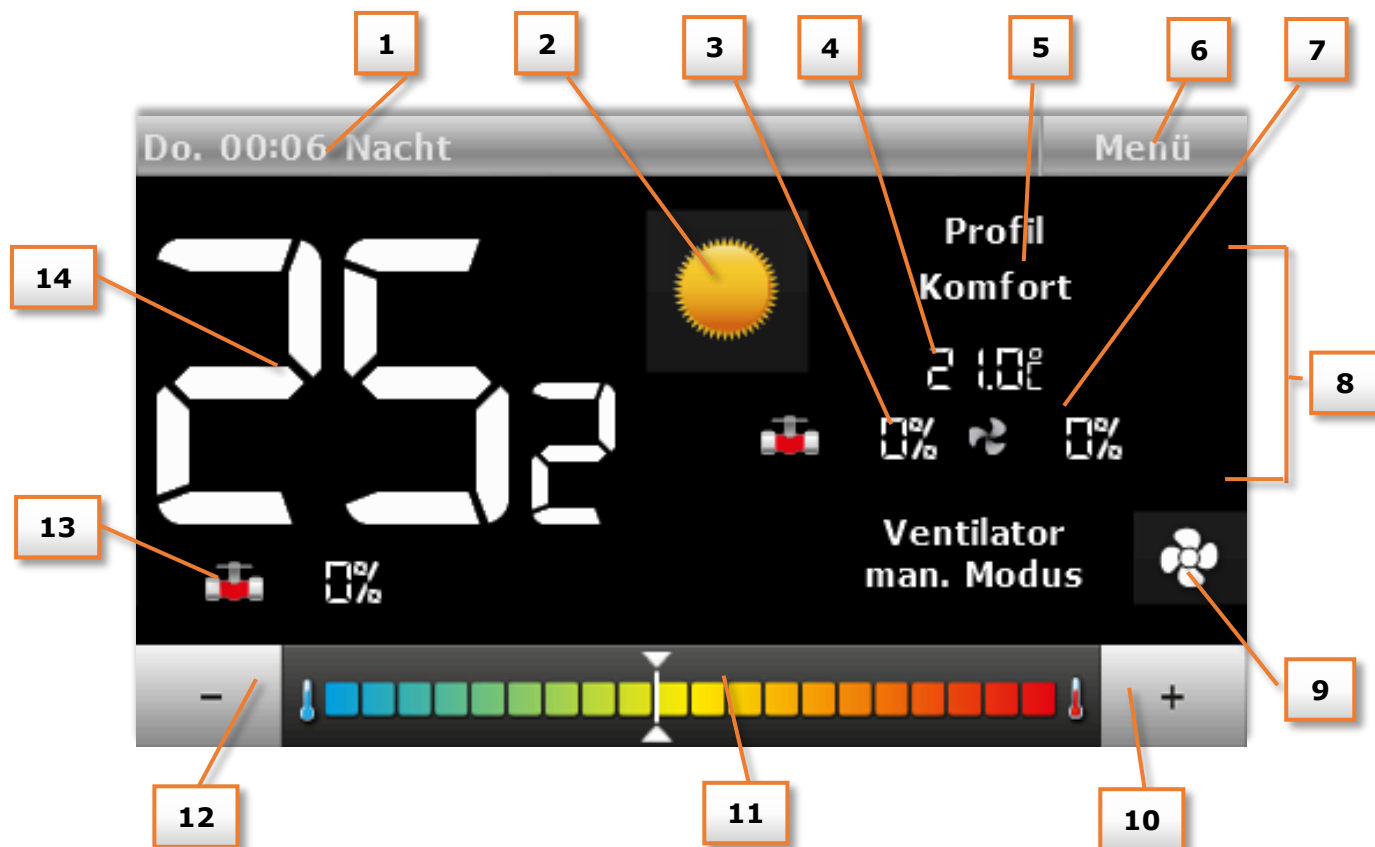 1 2 3 4 5 6 7
Do. 00:06 Nacht Menü
Profil
Komfort
14
25 2
21.0°C
8
0% 0%
13
0%
Ventilator
man. Modus
9
- +
12 11 10